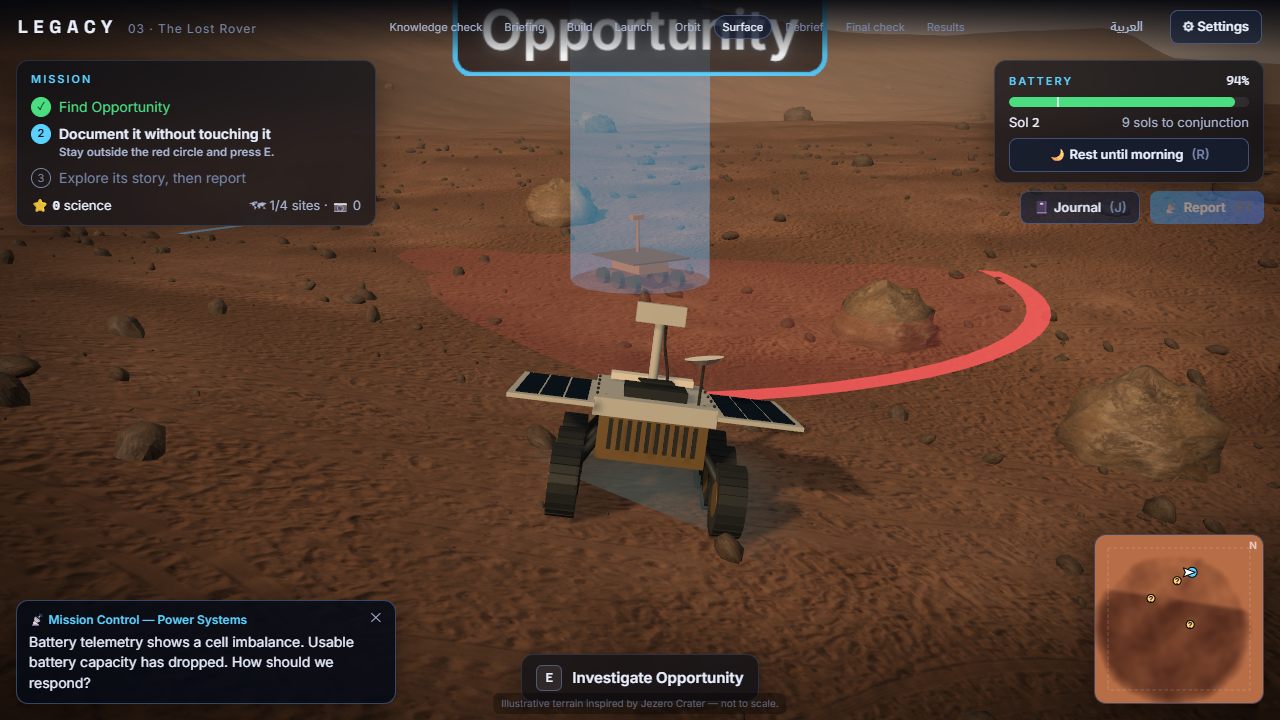 LEGACY 03 · The Lost Rover
Knowledge check Briefing Build Launch Orbit Surface Debrief Final check Results
العربية
⚙ Settings
Opportunity
MISSION
✓ Find Opportunity
2 Document it without touching it
Stay outside the red circle and press E.
3 Explore its story, then report
0 science
1/4 sites · 0
BATTERY 94%
Sol 2 9 sols to conjunction
Rest until morning (R)
Journal (J)
Report
Mission Control — Power Systems
Battery telemetry shows a cell imbalance. Usable
battery capacity has dropped. How should we
respond?
E Investigate Opportunity
Illustrative terrain inspired by Jezero Crater — not to scale.
N
? ? ?